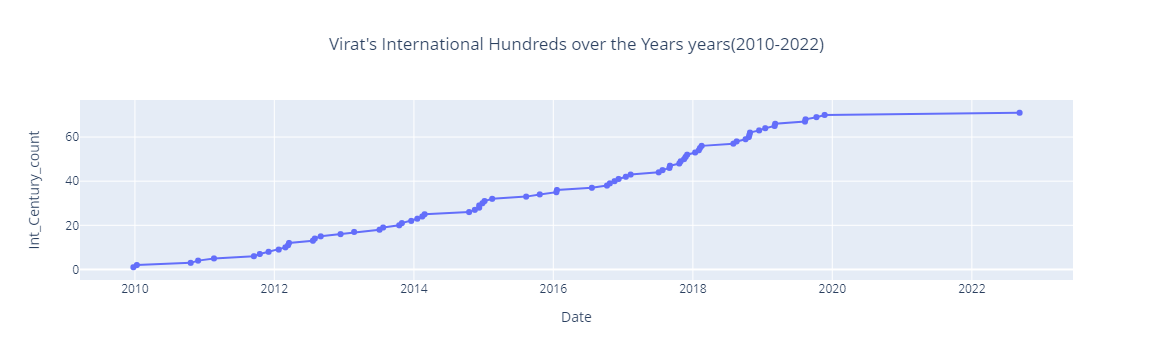 Virat's International Hundreds over the Years years(2010-2022)
Int_Century_count
60
40
20
0
2010 2012 2014 2016 2018 2020 2022
Date